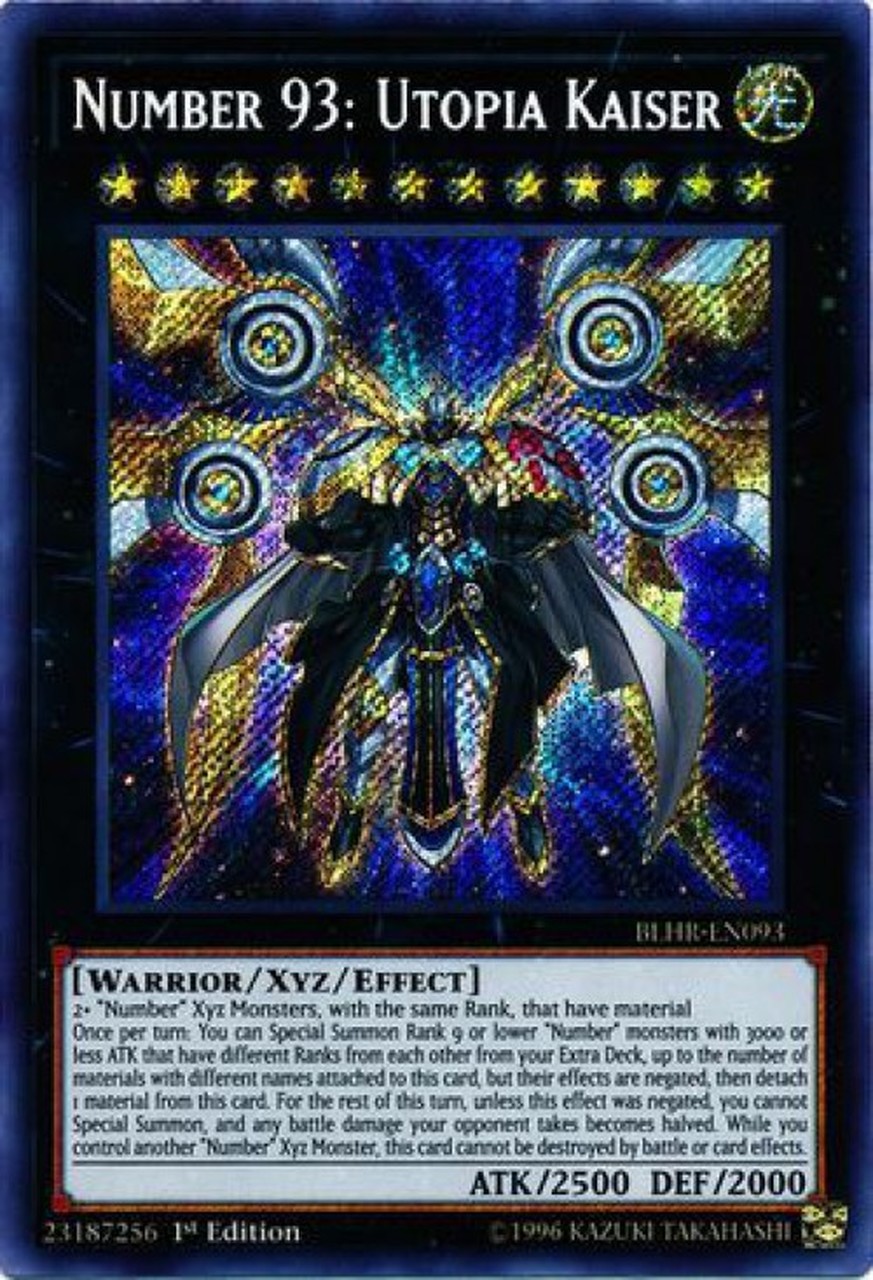 NUMBER 93: UTOPIA KAISER
光
BLHR-EN093
[WARRIOR/XYZ/EFFECT]
2+ "Number" Xyz Monsters, with the same Rank, that have material
Once per turn: You can Special Summon Rank 9 or lower "Number" monsters with 3000 or
less ATK that have different Ranks from each other from your Extra Deck, up to the number of
materials with different names attached to this card, but their effects are negated, then detach
1 material from this card. For the rest of this turn, unless this effect was negated, you cannot
Special Summon, and any battle damage your opponent takes becomes halved. While you
control another "Number" Xyz Monster, this card cannot be destroyed by battle or card effects.
ATK/2500 DEF/2000
23187256 1st Edition ©1996 KAZUKI TAKAHASHI